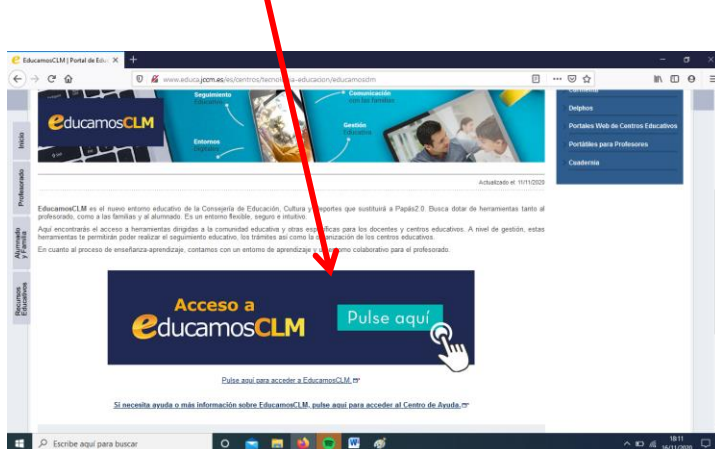 EducamosCLM | Portal de Edu
www.educa.jccm.es/es/centros/tecnologia-educacion/educamosclm
Inicio
Profesorado
Alumnado
y Familia
Recursos
Educativos
educamosCLM
Seguimiento
Educativo
Comunicación
con las familias
Entornos
Digitales
Gestión
Educativa
Delphos
Portales Web de Centros Educativos
Portátiles para Profesores
Cuadernia
Actualizado el: 11/11/2020
EducamosCLM es el nuevo entorno educativo de la Consejería de Educación, Cultura y Deportes que sustituirá a Papás2.0. Busca dotar de herramientas tanto al
profesorado, como a las familias y al alumnado. Es un entorno flexible, seguro e intuitivo.
Aquí encontrarás el acceso a herramientas dirigidas a la comunidad educativa y otras específicas para los docentes y centros educativos. A nivel de gestión, estas
herramientas te permitirán poder realizar el seguimiento educativo, los trámites así como la organización de los centros educativos.
En cuanto al proceso de enseñanza-aprendizaje, contamos con un entorno de aprendizaje y un entorno colaborativo para el profesorado.
Acceso a
educamosCLM
Pulse aquí
Pulse aquí para acceder a EducamosCLM.
Si necesita ayuda o más información sobre EducamosCLM, pulse aquí para acceder al Centro de Ayuda.
Escribe aquí para buscar
18:11
16/11/2020